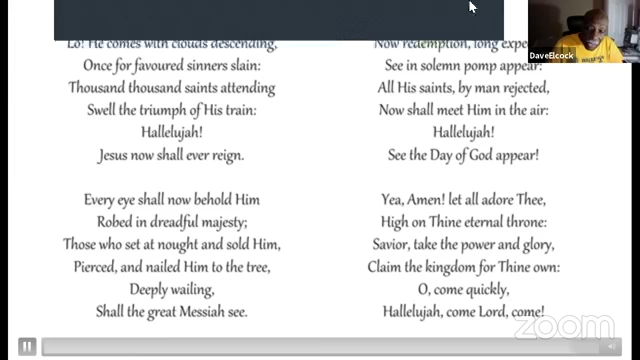 Lo! He comes with clouds descending,
Once for favoured sinners slain:
Thousand thousand saints attending
Swell the triumph of His train:
Hallelujah!
Jesus now shall ever reign.
Every eye shall now behold Him
Robed in dreadful majesty;
Those who set at nought and sold Him,
Pierced, and nailed Him to the tree,
Deeply wailing,
Shall the great Messiah see.
Now redemption, long
See in solemn pomp appear:
All His saints, by man rejected,
Now shall meet Him in the air:
Hallelujah!
See the Day of God appear!
Yea, Amen! let all adore Thee,
High on Thine eternal throne:
Savior, take the power and glory,
Claim the kingdom for Thine own:
O, come quickly,
Hallelujah, come Lord, come!
DaveElcock
zoom